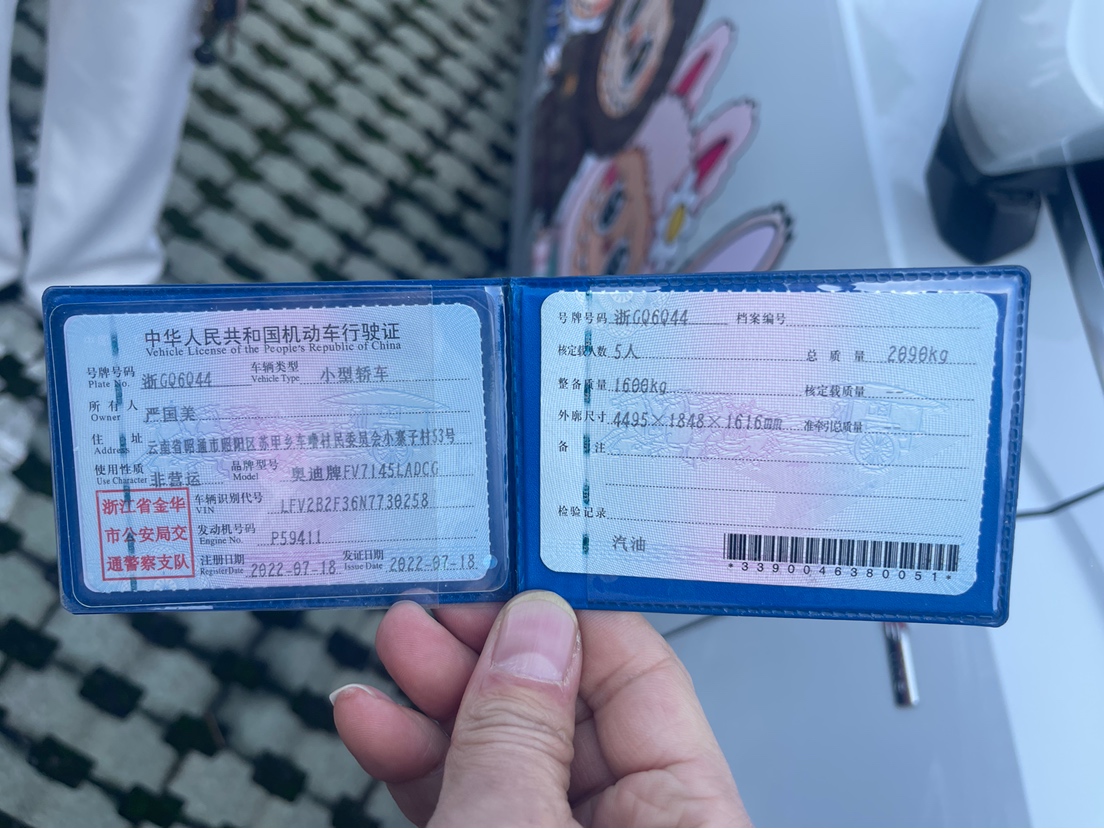 中华人民共和国机动车行驶证
Vehicle License of the People's Republic of China
号牌号码 Plate No. 浙GQ6Q44 车辆类型 Vehicle Type 小型轿车
所有人 Owner 严国美
住址 Address 云南省昭通市昭阳区苏甲乡车噜村民委员会小寨子村53号
使用性质 Use Character 非营运 品牌型号 Model 奥迪牌FV7145LADCG
浙江省金华
市公安局交
通警察支队
车辆识别代号 VIN LFV2B2F36N7730258
发动机号码 Engine No. P59411
注册日期 Register Date 2022-07-18 发证日期 Issue Date 2022-07-18
号牌号码 浙GQ6Q44 档案编号
核定载人数 5人 总质量 2090kg
整备质量 1600kg 核定载质量 --
外廓尺寸 4495×1848×1616mm 准牵引总质量
备注
检验记录
汽油
*3390046380051*